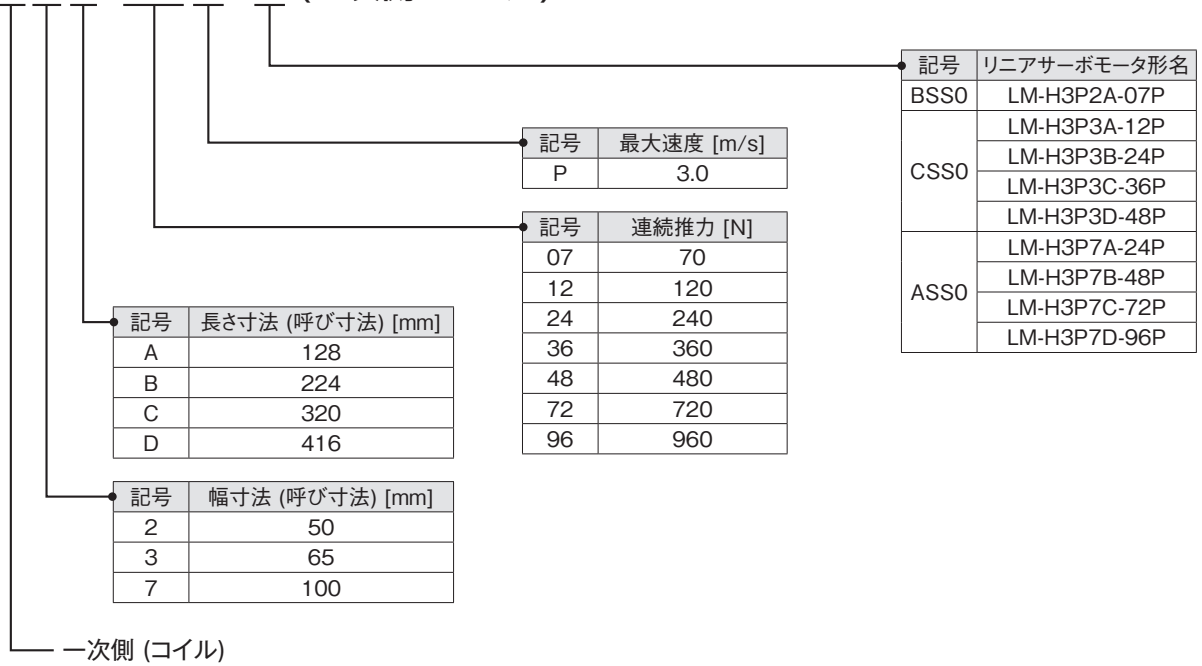 記号 リニアサーボモータ形名
BSS0 LM-H3P2A-07P
CSS0 LM-H3P3A-12P
LM-H3P3B-24P
LM-H3P3C-36P
LM-H3P3D-48P
ASS0 LM-H3P7A-24P
LM-H3P7B-48P
LM-H3P7C-72P
LM-H3P7D-96P
記号 最大速度 [m/s]
P 3.0
記号 連続推力 [N]
07 70
12 120
24 240
36 360
48 480
72 720
96 960
記号 長さ寸法 (呼び寸法) [mm]
A 128
B 224
C 320
D 416
記号 幅寸法 (呼び寸法) [mm]
2 50
3 65
7 100
一次側 (コイル)